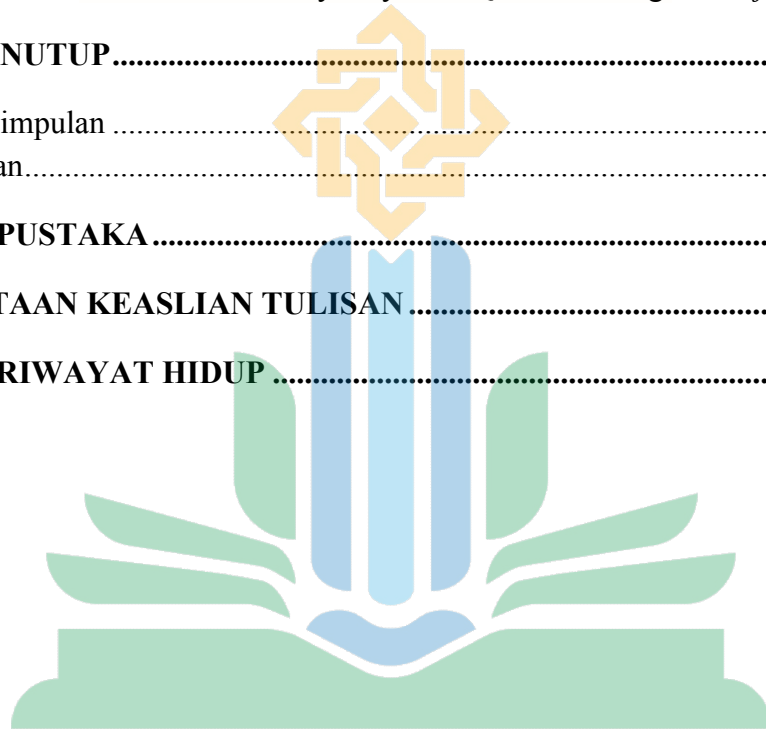 NUTUP
impulan
an
PUSTAKA
TAAN KEASLIAN TULISAN
RIWAYAT HIDUP